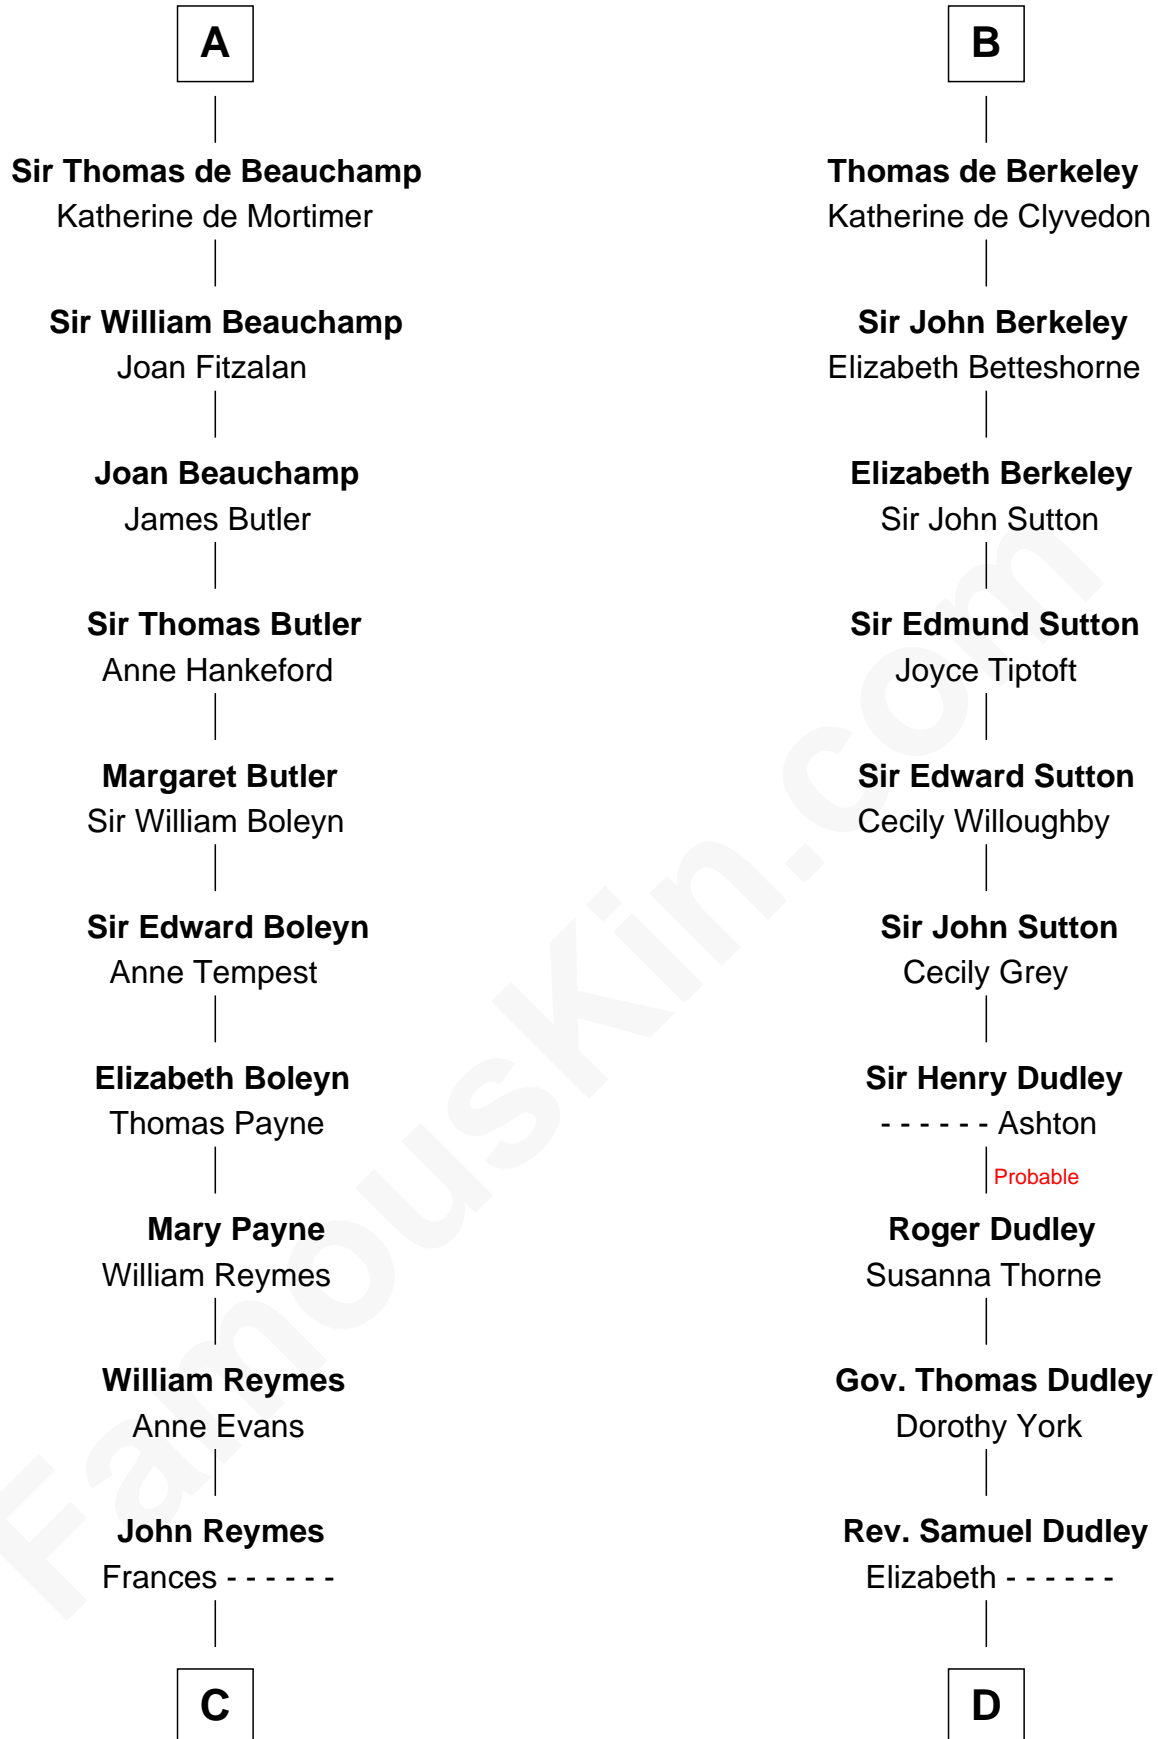 A
Sir Thomas de Beauchamp
Katherine de Mortimer
Sir William Beauchamp
Joan Fitzalan
Joan Beauchamp
James Butler
Sir Thomas Butler
Anne Hankeford
Margaret Butler
Sir William Boleyn
Sir Edward Boleyn
Anne Tempest
Elizabeth Boleyn
Thomas Payne
Mary Payne
William Reymes
William Reymes
Anne Evans
John Reymes
Frances - - - - - -
C
B
Thomas de Berkeley
Katherine de Clyvedon
Sir John Berkeley
Elizabeth Betteshorne
Elizabeth Berkeley
Sir John Sutton
Sir Edmund Sutton
Joyce Tiptoft
Sir Edward Sutton
Cecily Willoughby
Sir John Sutton
Cecily Grey
Sir Henry Dudley
- - - - - - Ashton
Probable
Roger Dudley
Susanna Thorne
Gov. Thomas Dudley
Dorothy York
Rev. Samuel Dudley
Elizabeth - - - - - -
D
FamousKin.com